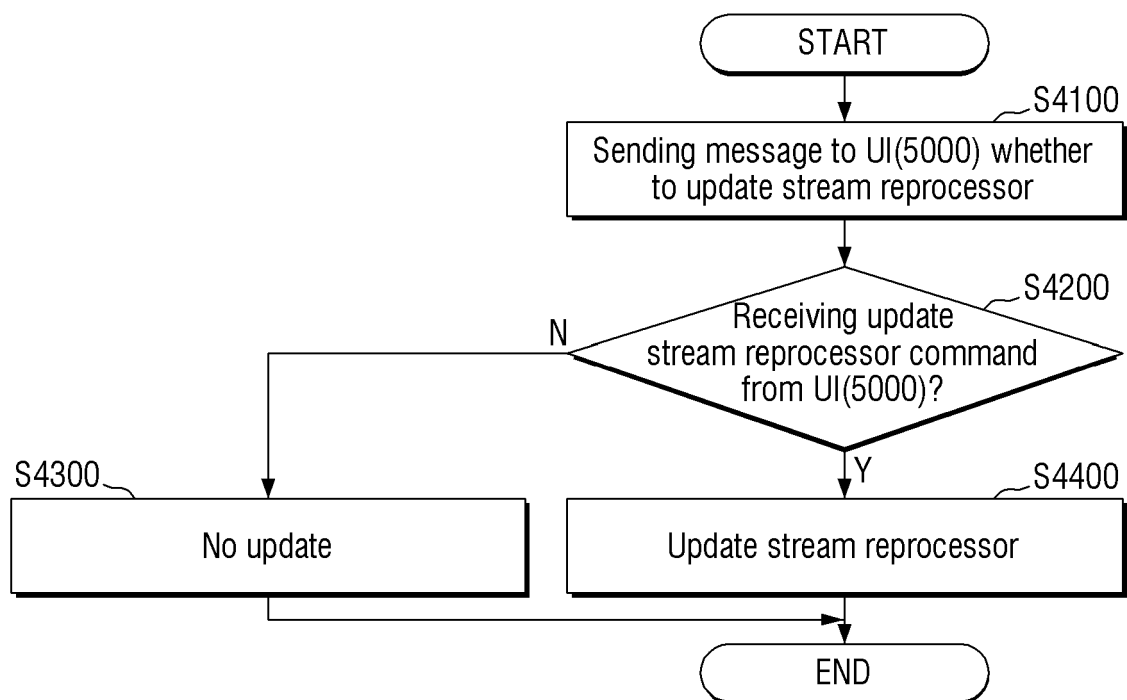 START
S4100
Sending message to UI(5000) whether
to update stream reprocessor
S4200
Receiving update
stream reprocessor command
from UI(5000)?
N
Y
S4300
No update
S4400
Update stream reprocessor
END